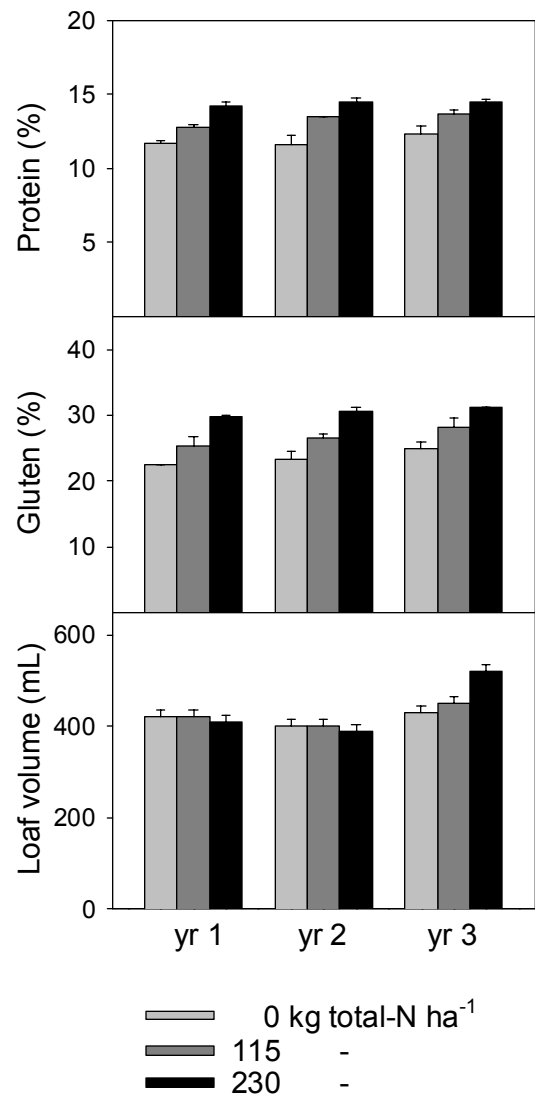 20
15
10
5
Protein (%)
40
30
20
10
Gluten (%)
600
400
200
0
Loaf volume (mL)
yr 1 yr 2 yr 3
0 kg total-N ha⁻¹
115 -
230 -